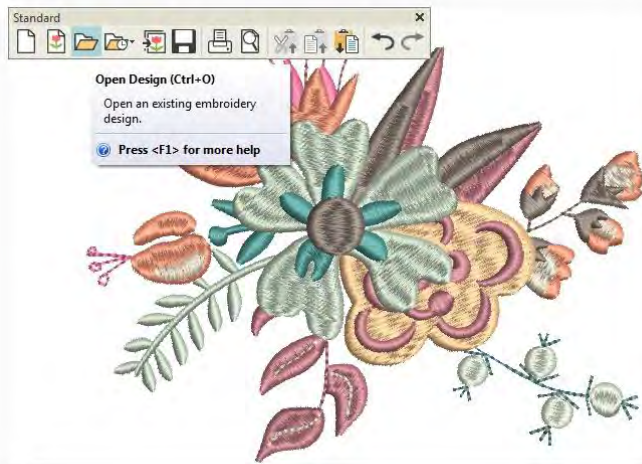 Standard
Open Design (Ctrl+O)
Open an existing embroidery
design.
Press <F1> for more help